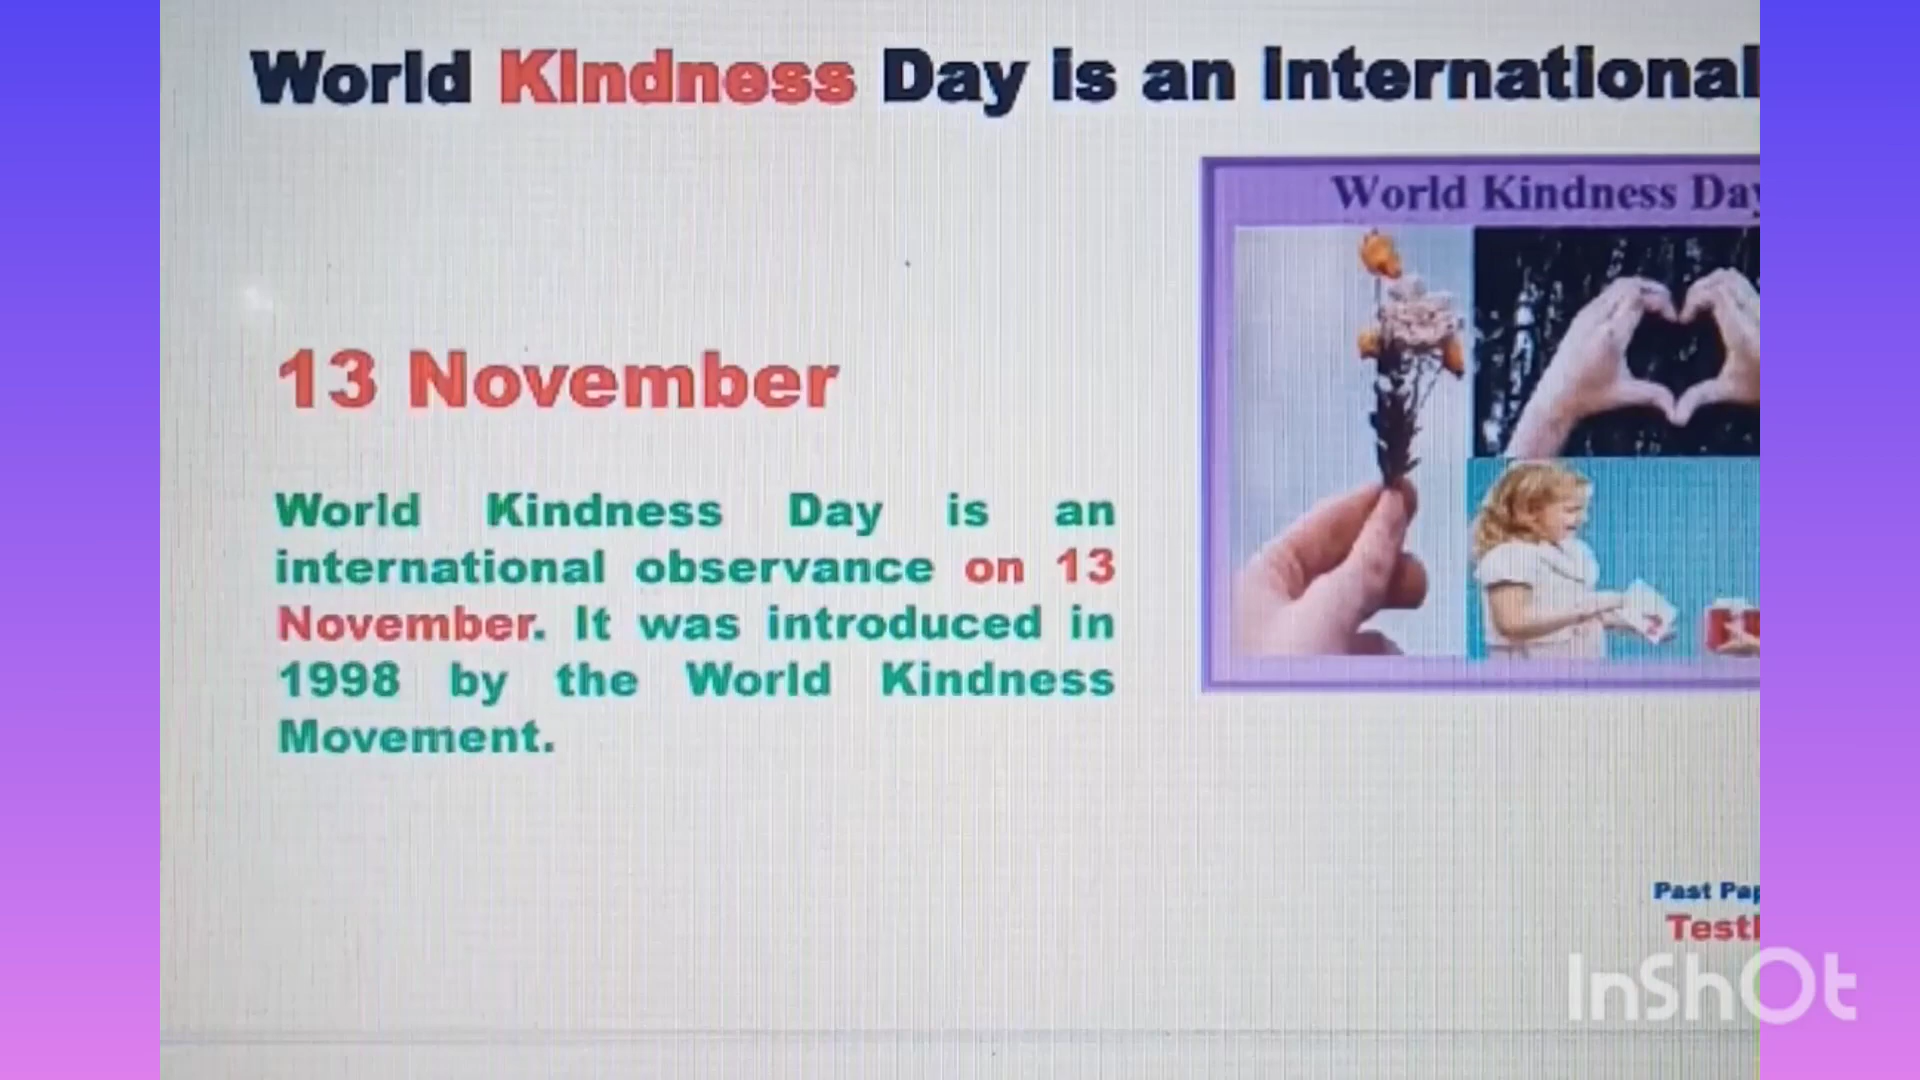 World Kindness Day is an International
World Kindness Day
13 November
World Kindness Day is an
international observance on 13
November. It was introduced in
1998 by the World Kindness
Movement.
Past
InShOt